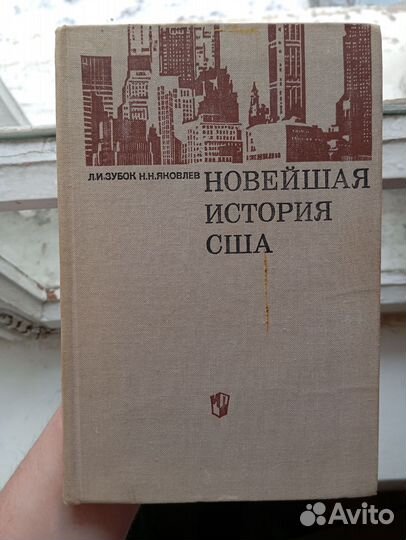 Л.И.ЗУБОК Н.Н.ЯКОВЛЕВ
НОВЕЙШАЯ
ИСТОРИЯ
США
Avito